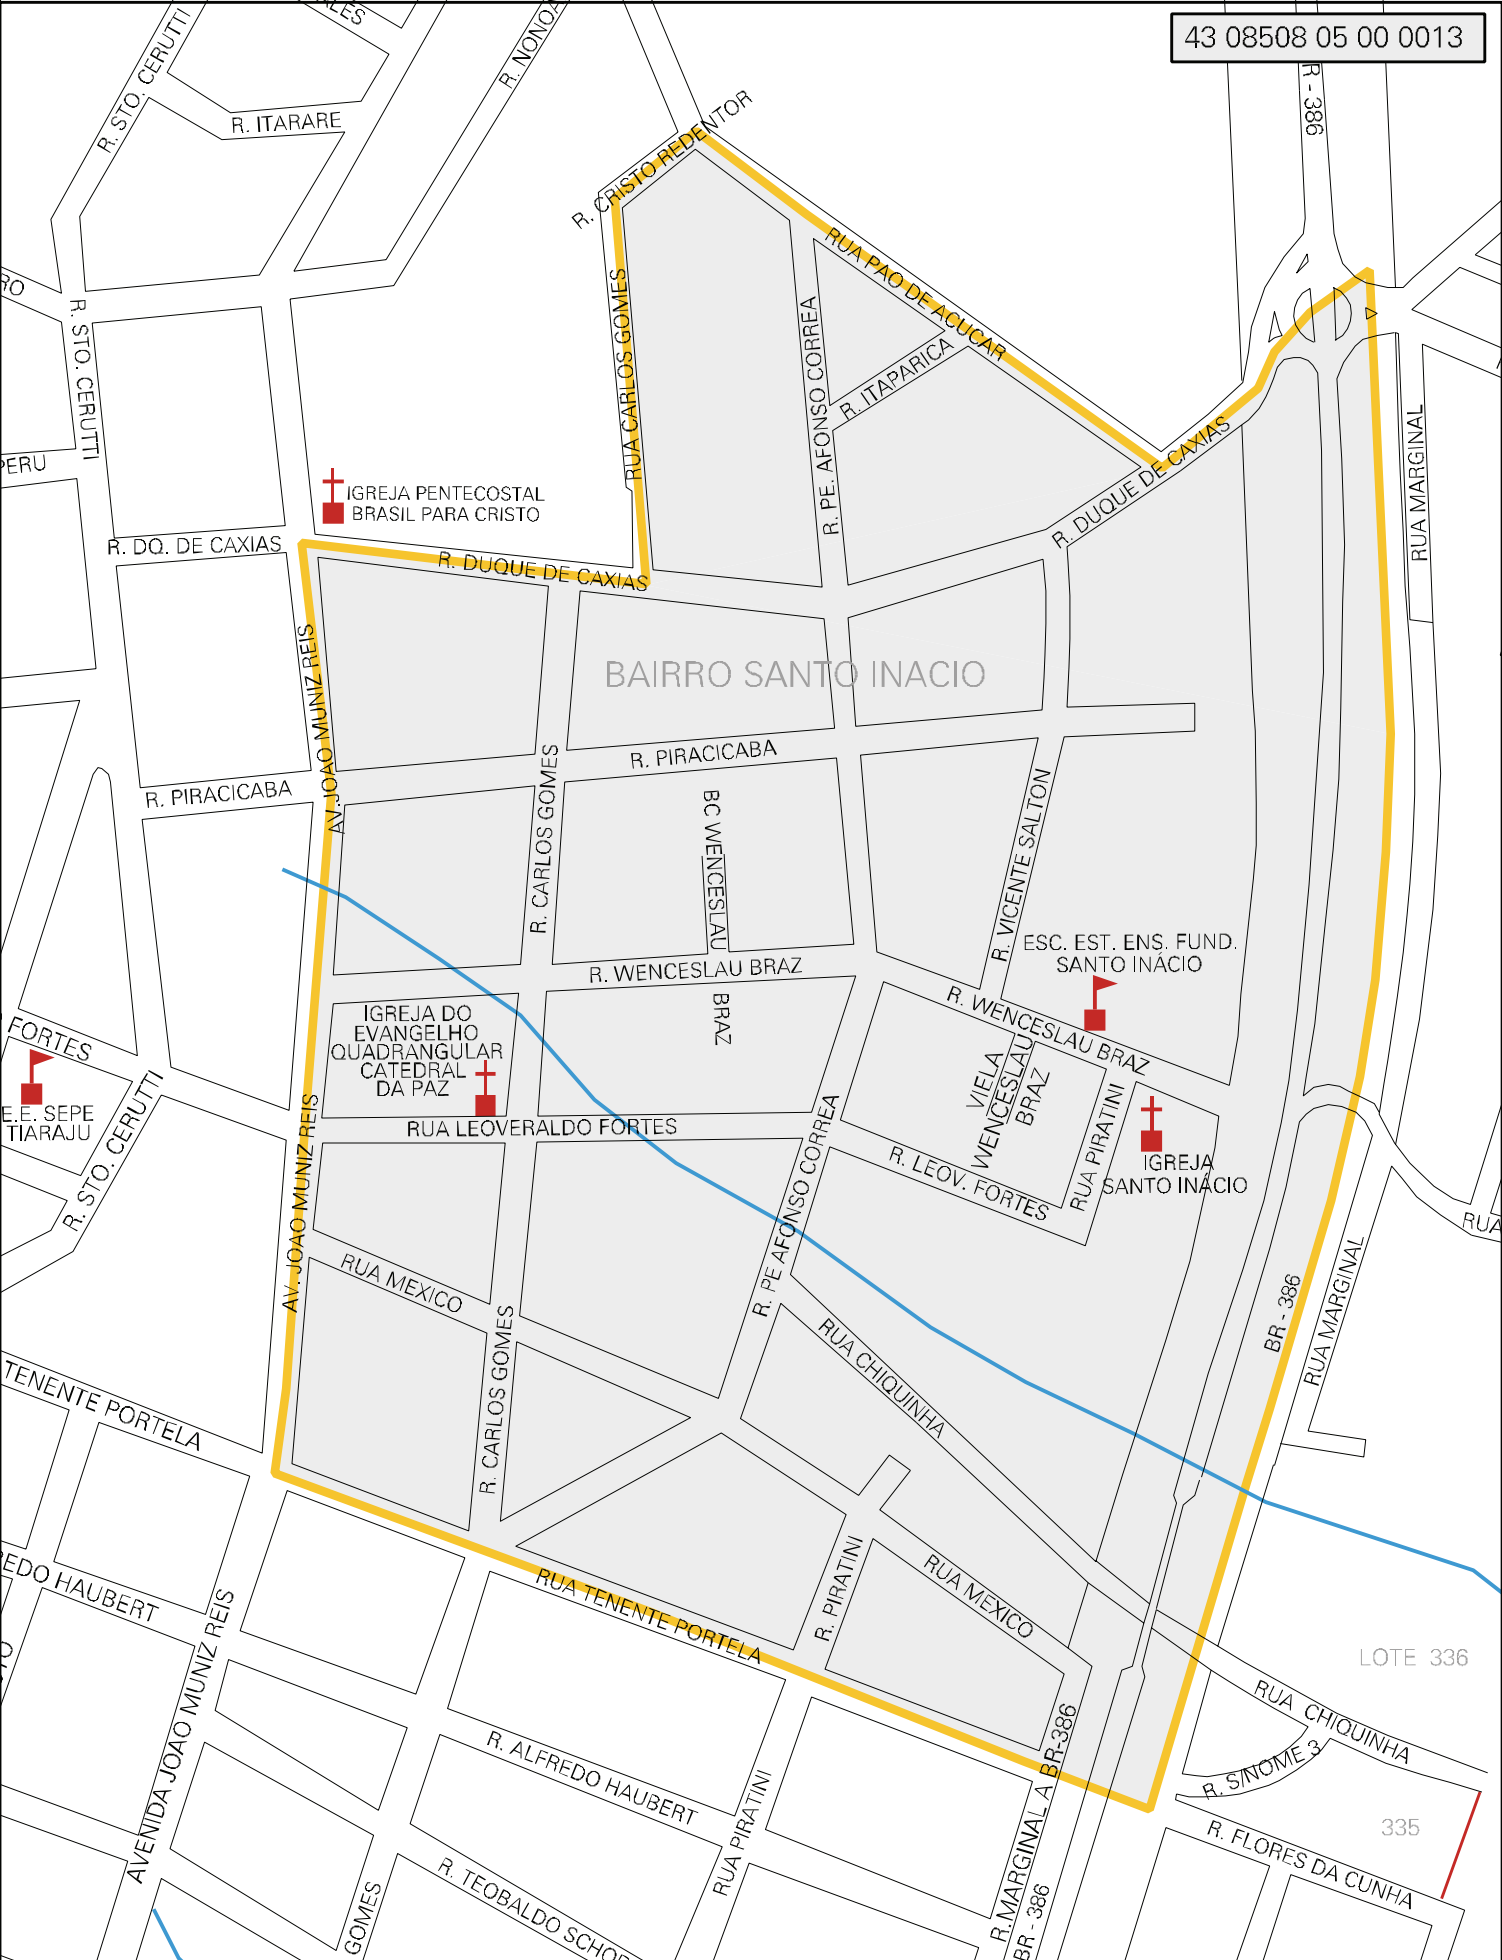 43 08508 05 00 0013
R. STO. CERUTTI
R. NONOA
R. ITARARE
R - 386
R. CRISTO REDENTOR
RUA PAO DE ACUCAR
R. STO. CERUTTI
RUA CARLOS GOMES
R. PE. AFONSO CORREA
R. ITAPARICA
RUA MARGINAL
PERU
IGREJA PENTECOSTAL
BRASIL PARA CRISTO
R. DUQUE DE CAXIAS
R. DQ. DE CAXIAS
R. DUQUE DE CAXIAS
AV. JOAO MUNIZ REIS
BAIRRO SANTO INACIO
R. PIRACICABA
R. PIRACICABA
R. CARLOS GOMES
BC WENCESLAU
BRAZ
R. VICENTE SALTON
ESC. EST. ENS. FUND.
SANTO INÁCIO
R. WENCESLAU BRAZ
R. WENCESLAU BRAZ
IGREJA DO
EVANGELHO
QUADRANGULAR
CATEDRAL
DA PAZ
FORTES
E.E. SEPE
TIARAJU
R. STO. CERUTTI
VIELA
WENCESLAU
BRAZ
RUA PIRATINI
RUA LEOVERALDO FORTES
R. LEOV. FORTES
IGREJA
SANTO INÁCIO
AV. JOAO MUNIZ REIS
R. PE AFONSO CORREA
RUA
RUA MEXICO
R. CARLOS GOMES
RUA CHIQUINHA
BR - 386
RUA MARGINAL
TENENTE PORTELA
EDO HAUBERT
RUA TENENTE PORTELA
R. PIRATINI
RUA MEXICO
LOTE 336
RUA CHIQUINHA
R. S/NOME 3
AVENIDA JOAO MUNIZ REIS
R. ALFREDO HAUBERT
RUA PIRATINI
R. MARGINAL A BR-386
335
R. FLORES DA CUNHA
GOMES
R. TEOBALDO SCHOR
BR - 386